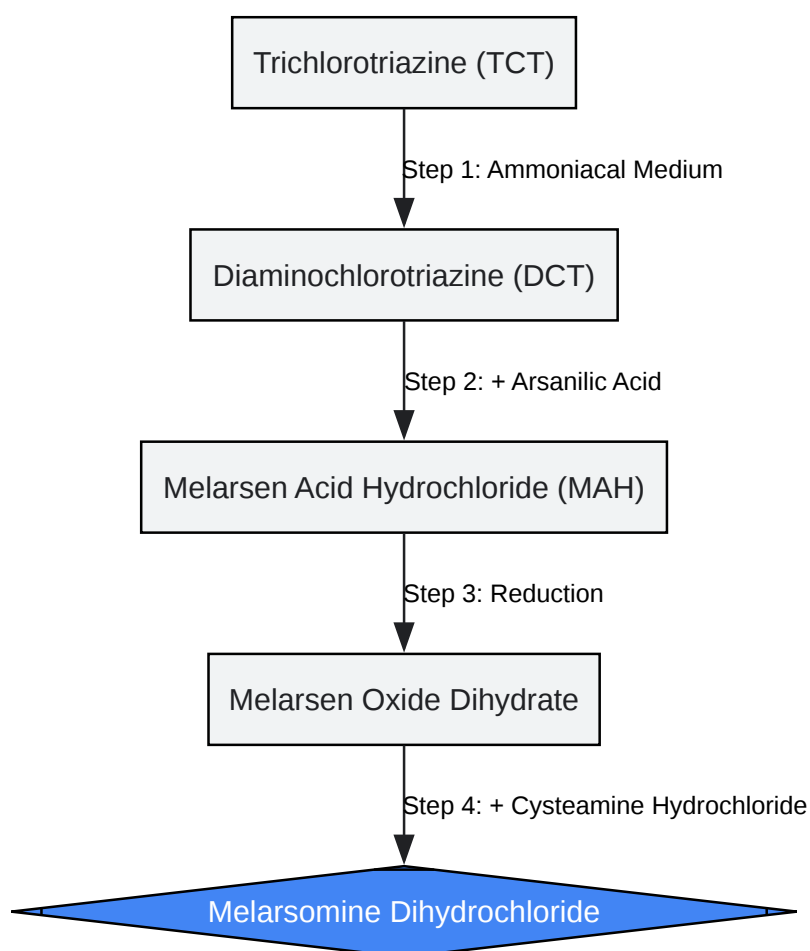 Trichlorotriazine (TCT)
Step 1: Ammoniacal Medium
Diaminochlorotriazine (DCT)
Step 2: + Arsanilic Acid
Melarsen Acid Hydrochloride (MAH)
Step 3: Reduction
Melarsen Oxide Dihydrate
Step 4: + Cysteamine Hydrochloride
Melarsomine Dihydrochloride